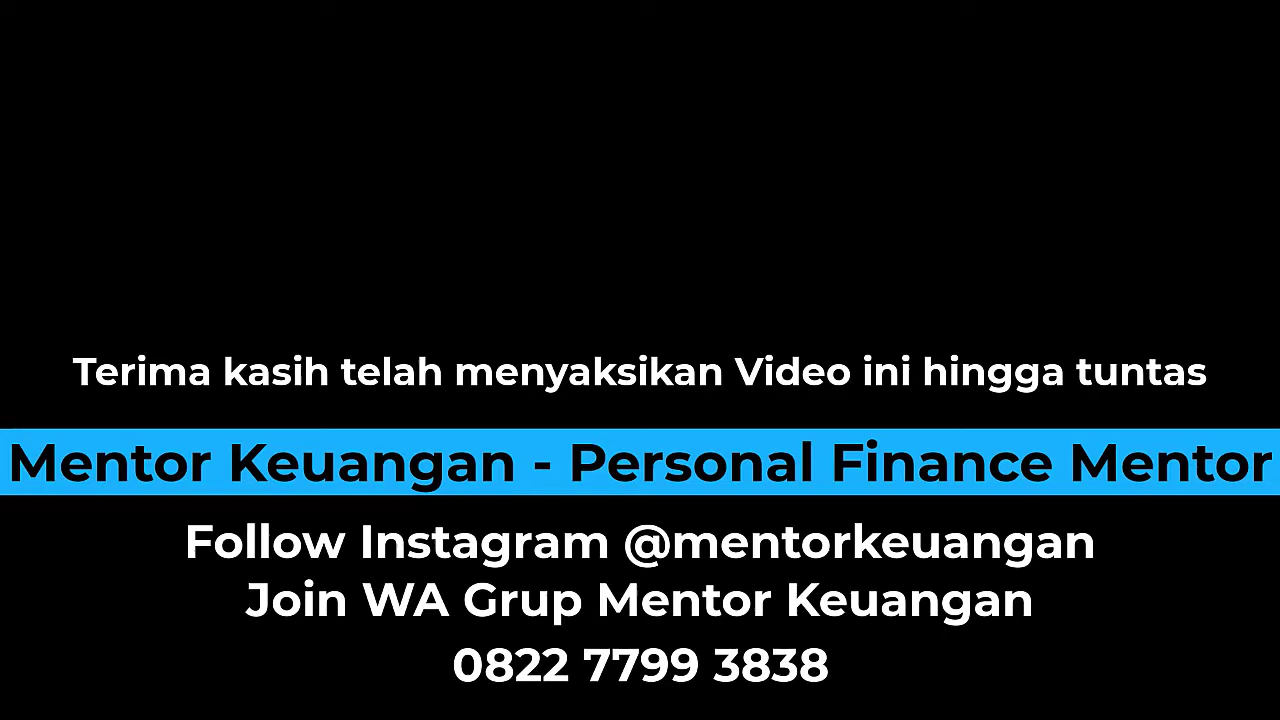 Terima kasih telah menyaksikan Video ini hingga tuntas
Mentor Keuangan - Personal Finance Mentor
Follow Instagram @mentorkeuangan
Join WA Grup Mentor Keuangan
0822 7799 3838